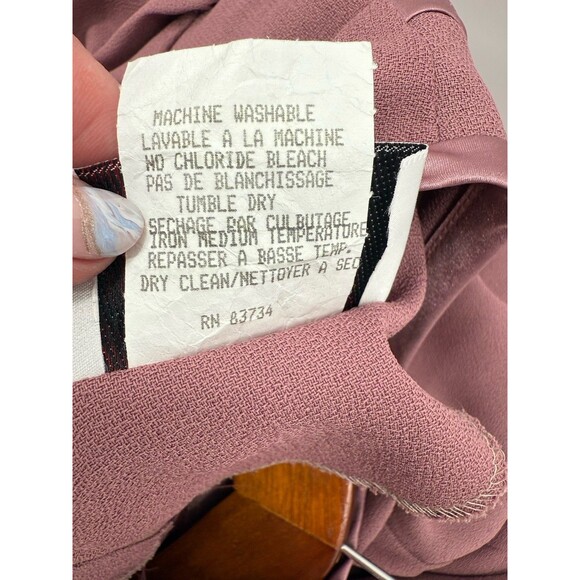 MACHINE WASHABLE
LAVABLE A LA MACHINE
NO CHLORIDE BLEACH
PAS DE BLANCHISSAGE
TUMBLE DRY
SECHAGE PAR CULBUTAGE
IRON MEDIUM TEMPERATURE
REPASSER A BASSE TEMP.
DRY CLEAN/NETTOYER A SEC
RN 83734